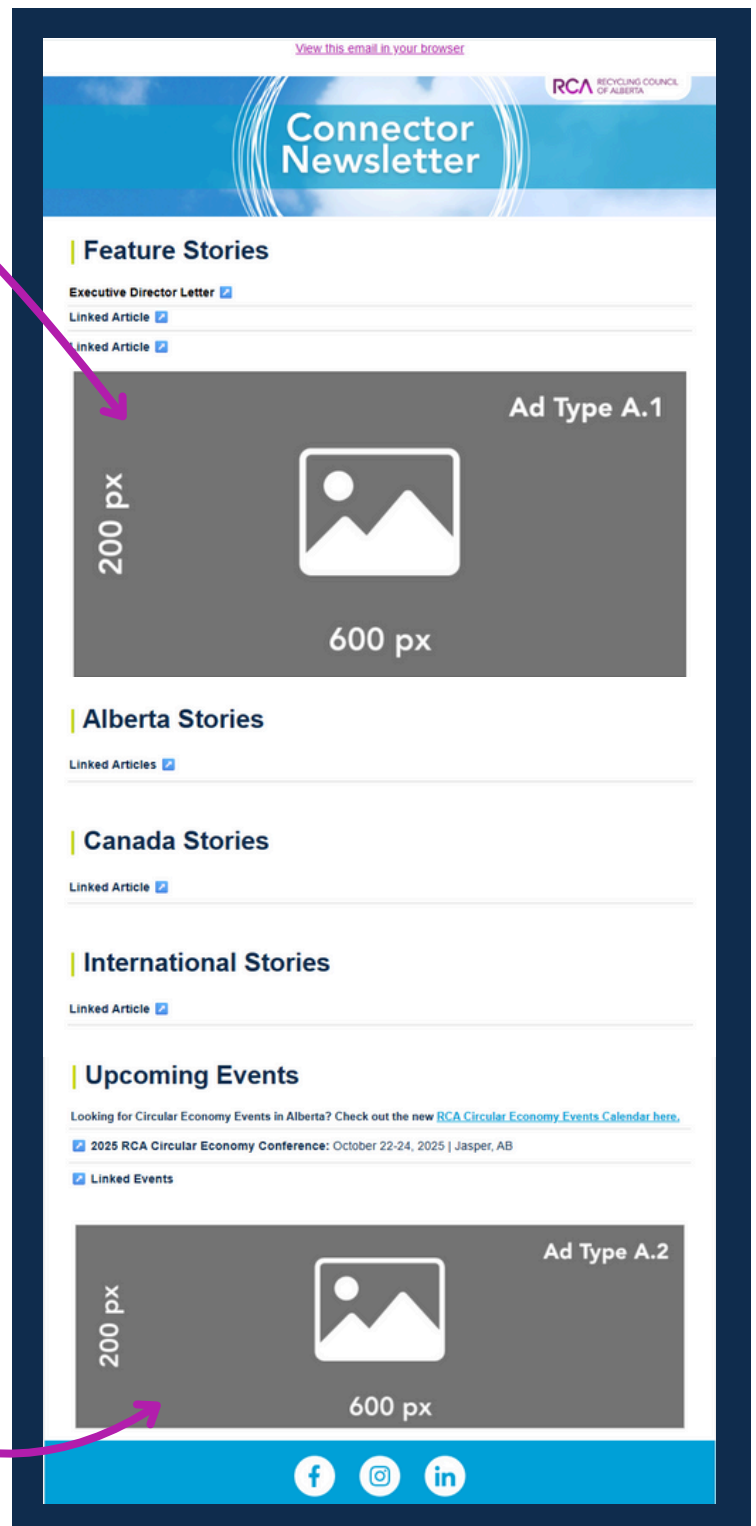 View this email in your browser
RCA RECYCLING COUNCIL
OF ALBERTA
Connector
Newsletter
Feature Stories
Executive Director Letter
Linked Article
Linked Article
Ad Type A.1
200 px
600 px
Alberta Stories
Linked Articles
Canada Stories
Linked Article
International Stories
Linked Article
Upcoming Events
Looking for Circular Economy Events in Alberta? Check out the new RCA Circular Economy Events Calendar here.
2025 RCA Circular Economy Conference: October 22-24, 2025 | Jasper, AB
Linked Events
Ad Type A.2
200 px
600 px